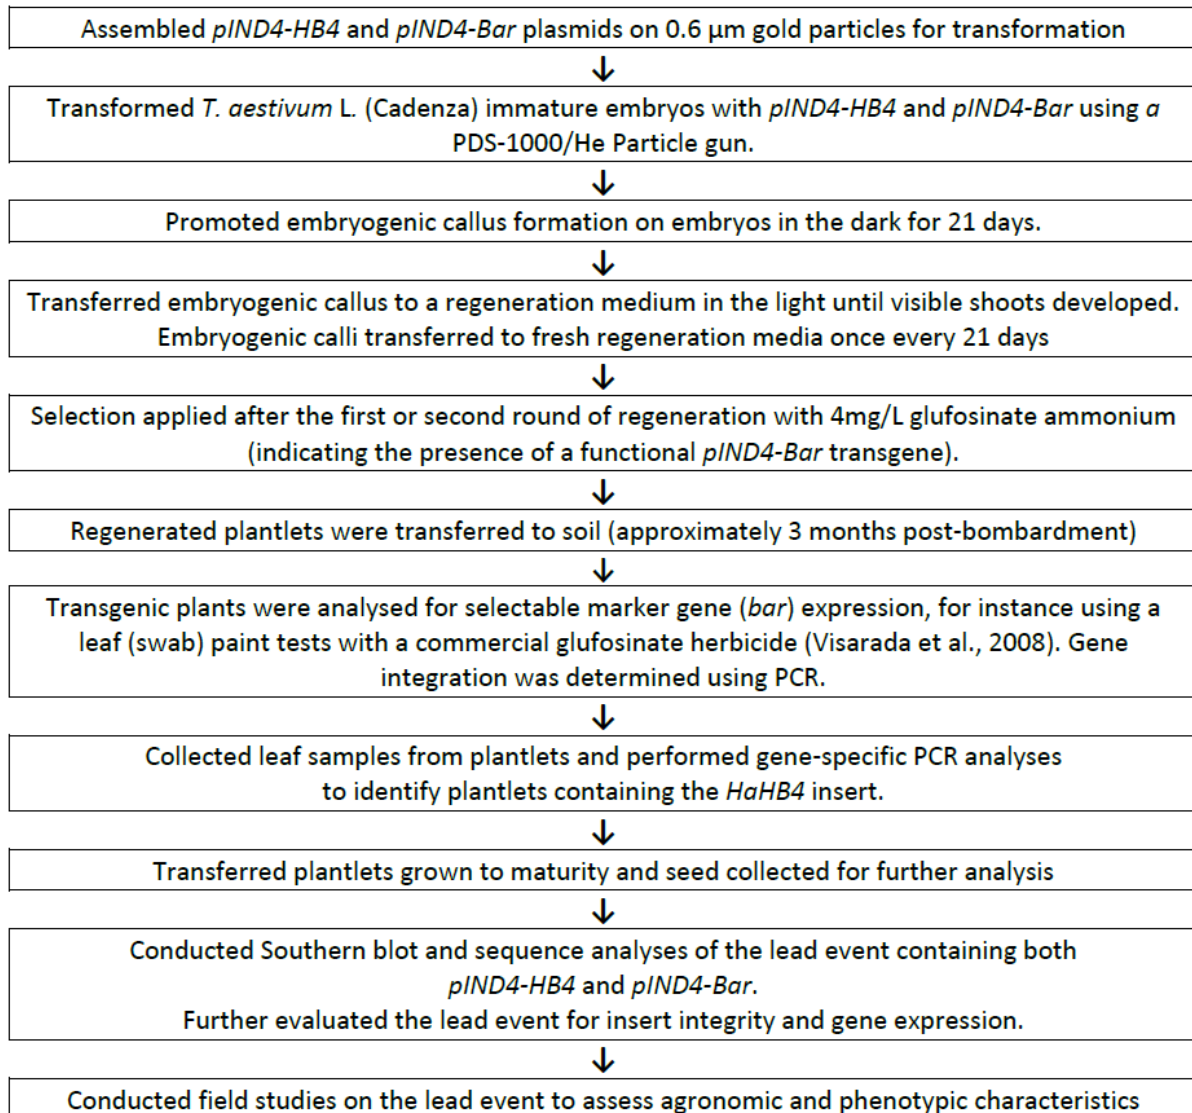 Assembled pIND4-HB4 and pIND4-Bar plasmids on 0.6 μm gold particles for transformation
↓
Transformed T. aestivum L. (Cadenza) immature embryos with pIND4-HB4 and pIND4-Bar using a
PDS-1000/He Particle gun.
↓
Promoted embryogenic callus formation on embryos in the dark for 21 days.
↓
Transferred embryogenic callus to a regeneration medium in the light until visible shoots developed.
Embryogenic calli transferred to fresh regeneration media once every 21 days
↓
Selection applied after the first or second round of regeneration with 4mg/L glufosinate ammonium
(indicating the presence of a functional pIND4-Bar transgene).
↓
Regenerated plantlets were transferred to soil (approximately 3 months post-bombardment)
↓
Transgenic plants were analysed for selectable marker gene (bar) expression, for instance using a
leaf (swab) paint tests with a commercial glufosinate herbicide (Visarada et al., 2008). Gene
integration was determined using PCR.
↓
Collected leaf samples from plantlets and performed gene-specific PCR analyses
to identify plantlets containing the HaHB4 insert.
↓
Transferred plantlets grown to maturity and seed collected for further analysis
↓
Conducted Southern blot and sequence analyses of the lead event containing both
pIND4-HB4 and pIND4-Bar.
Further evaluated the lead event for insert integrity and gene expression.
↓
Conducted field studies on the lead event to assess agronomic and phenotypic characteristics